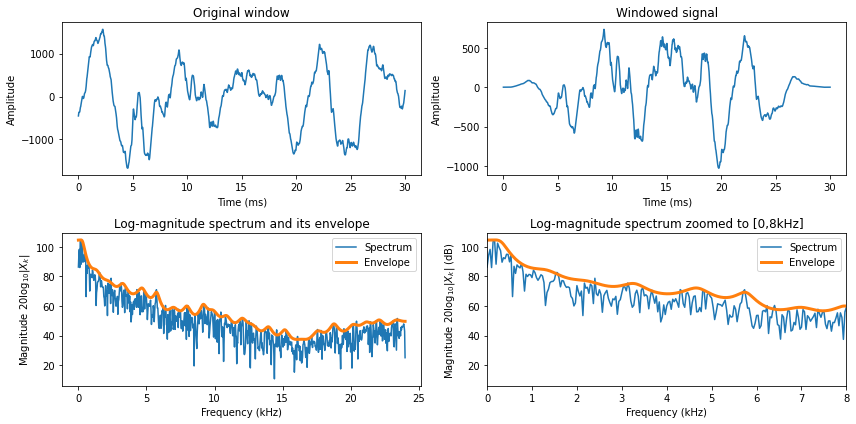 Original window
1000
0
−1000
Amplitude
0
5
10
15
20
25
30
Time (ms)
Windowed signal
500
0
−500
−1000
Amplitude
0
5
10
15
20
25
30
Time (ms)
Log-magnitude spectrum and its envelope
100
80
60
40
20
Magnitude 20log₁₀|Xₖ|
Spectrum
Envelope
0
5
10
15
20
25
Frequency (kHz)
Log-magnitude spectrum zoomed to [0,8kHz]
100
80
60
40
20
Magnitude 20log₁₀|Xₖ| (dB)
Spectrum
Envelope
0
1
2
3
4
5
6
7
8
Frequency (kHz)